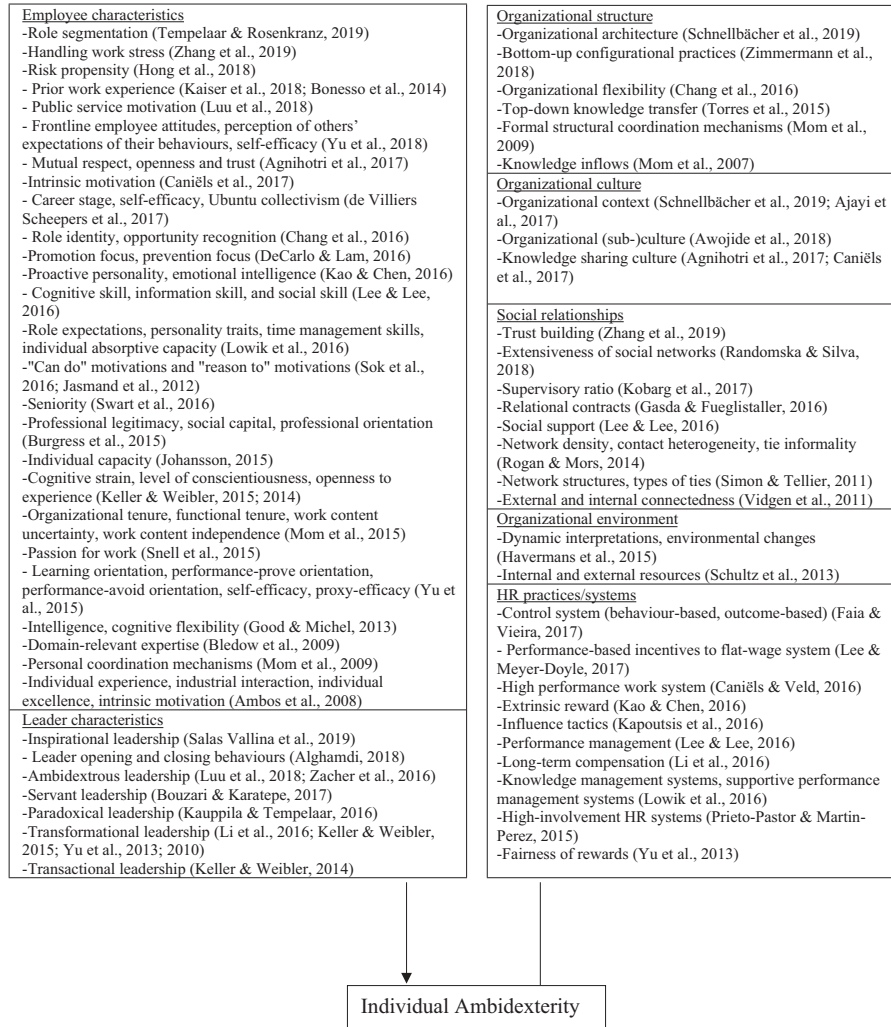 Employee characteristics
-Role segmentation (Tempelaar & Rosenkranz, 2019)
-Handling work stress (Zhang et al., 2019)
-Risk propensity (Hong et al., 2018)
- Prior work experience (Kaiser et al., 2018; Bonesso et al., 2014)
- Public service motivation (Luu et al., 2018)
- Frontline employee attitudes, perception of others'
expectations of their behaviours, self-efficacy (Yu et al., 2018)
- Mutual respect, openness and trust (Agnihotri et al., 2017)
-Intrinsic motivation (Caniëls et al., 2017)
- Career stage, self-efficacy, Ubuntu collectivism (de Villiers
Scheepers et al., 2017)
- Role identity, opportunity recognition (Chang et al., 2016)
-Promotion focus, prevention focus (DeCarlo & Lam, 2016)
-Proactive personality, emotional intelligence (Kao & Chen, 2016)
- Cognitive skill, information skill, and social skill (Lee & Lee,
2016)
-Role expectations, personality traits, time management skills,
individual absorptive capacity (Lowik et al., 2016)
-"Can do" motivations and "reason to" motivations (Sok et al.,
2016; Jasmand et al., 2012)
-Seniority (Swart et al., 2016)
-Professional legitimacy, social capital, professional orientation
(Burgress et al., 2015)
-Individual capacity (Johansson, 2015)
-Cognitive strain, level of conscientiousness, openness to
experience (Keller & Weibler, 2015; 2014)
-Organizational tenure, functional tenure, work content
uncertainty, work content independence (Mom et al., 2015)
-Passion for work (Snell et al., 2015)
- Learning orientation, performance-prove orientation,
performance-avoid orientation, self-efficacy, proxy-efficacy (Yu et
al., 2015)
-Intelligence, cognitive flexibility (Good & Michel, 2013)
-Domain-relevant expertise (Bledow et al., 2009)
-Personal coordination mechanisms (Mom et al., 2009)
-Individual experience, industrial interaction, individual
excellence, intrinsic motivation (Ambos et al., 2008)
Leader characteristics
-Inspirational leadership (Salas Vallina et al., 2019)
- Leader opening and closing behaviours (Alghamdi, 2018)
-Ambidextrous leadership (Luu et al., 2018; Zacher et al., 2016)
-Servant leadership (Bouzari & Karatepe, 2017)
-Paradoxical leadership (Kauppila & Tempelaar, 2016)
-Transformational leadership (Li et al., 2016; Keller & Weibler,
2015; Yu et al., 2013; 2010)
-Transactional leadership (Keller & Weibler, 2014)
Organizational structure
-Organizational architecture (Schnellbächer et al., 2019)
-Bottom-up configurational practices (Zimmermann et al.,
2018)
-Organizational flexibility (Chang et al., 2016)
-Top-down knowledge transfer (Torres et al., 2015)
-Formal structural coordination mechanisms (Mom et al.,
2009)
-Knowledge inflows (Mom et al., 2007)
Organizational culture
-Organizational context (Schnellbächer et al., 2019; Ajayi et
al., 2017)
-Organizational (sub-)culture (Awojide et al., 2018)
-Knowledge sharing culture (Agnihotri et al., 2017; Caniëls et
al., 2017)
Social relationships
-Trust building (Zhang et al., 2019)
-Extensiveness of social networks (Randomska & Silva,
2018)
-Supervisory ratio (Kobarg et al., 2017)
-Relational contracts (Gasda & Fueglistaller, 2016)
-Social support (Lee & Lee, 2016)
-Network density, contact heterogeneity, tie informality
(Rogan & Mors, 2014)
-Network structures, types of ties (Simon & Tellier, 2011)
-External and internal connectedness (Vidgen et al., 2011)
Organizational environment
-Dynamic interpretations, environmental changes
(Havermans et al., 2015)
-Internal and external resources (Schultz et al., 2013)
HR practices/systems
-Control system (behaviour-based, outcome-based) (Faia &
Vieira, 2017)
- Performance-based incentives to flat-wage system (Lee &
Meyer-Doyle, 2017)
-High performance work system (Caniëls & Veld, 2016)
-Extrinsic reward (Kao & Chen, 2016)
-Influence tactics (Kapoutsis et al., 2016)
-Performance management (Lee & Lee, 2016)
-Long-term compensation (Li et al., 2016)
-Knowledge management systems, supportive performance
management systems (Lowik et al., 2016)
-High-involvement HR systems (Prieto-Pastor & Martin-
Perez, 2015)
-Fairness of rewards (Yu et al., 2013)
Individual Ambidexterity